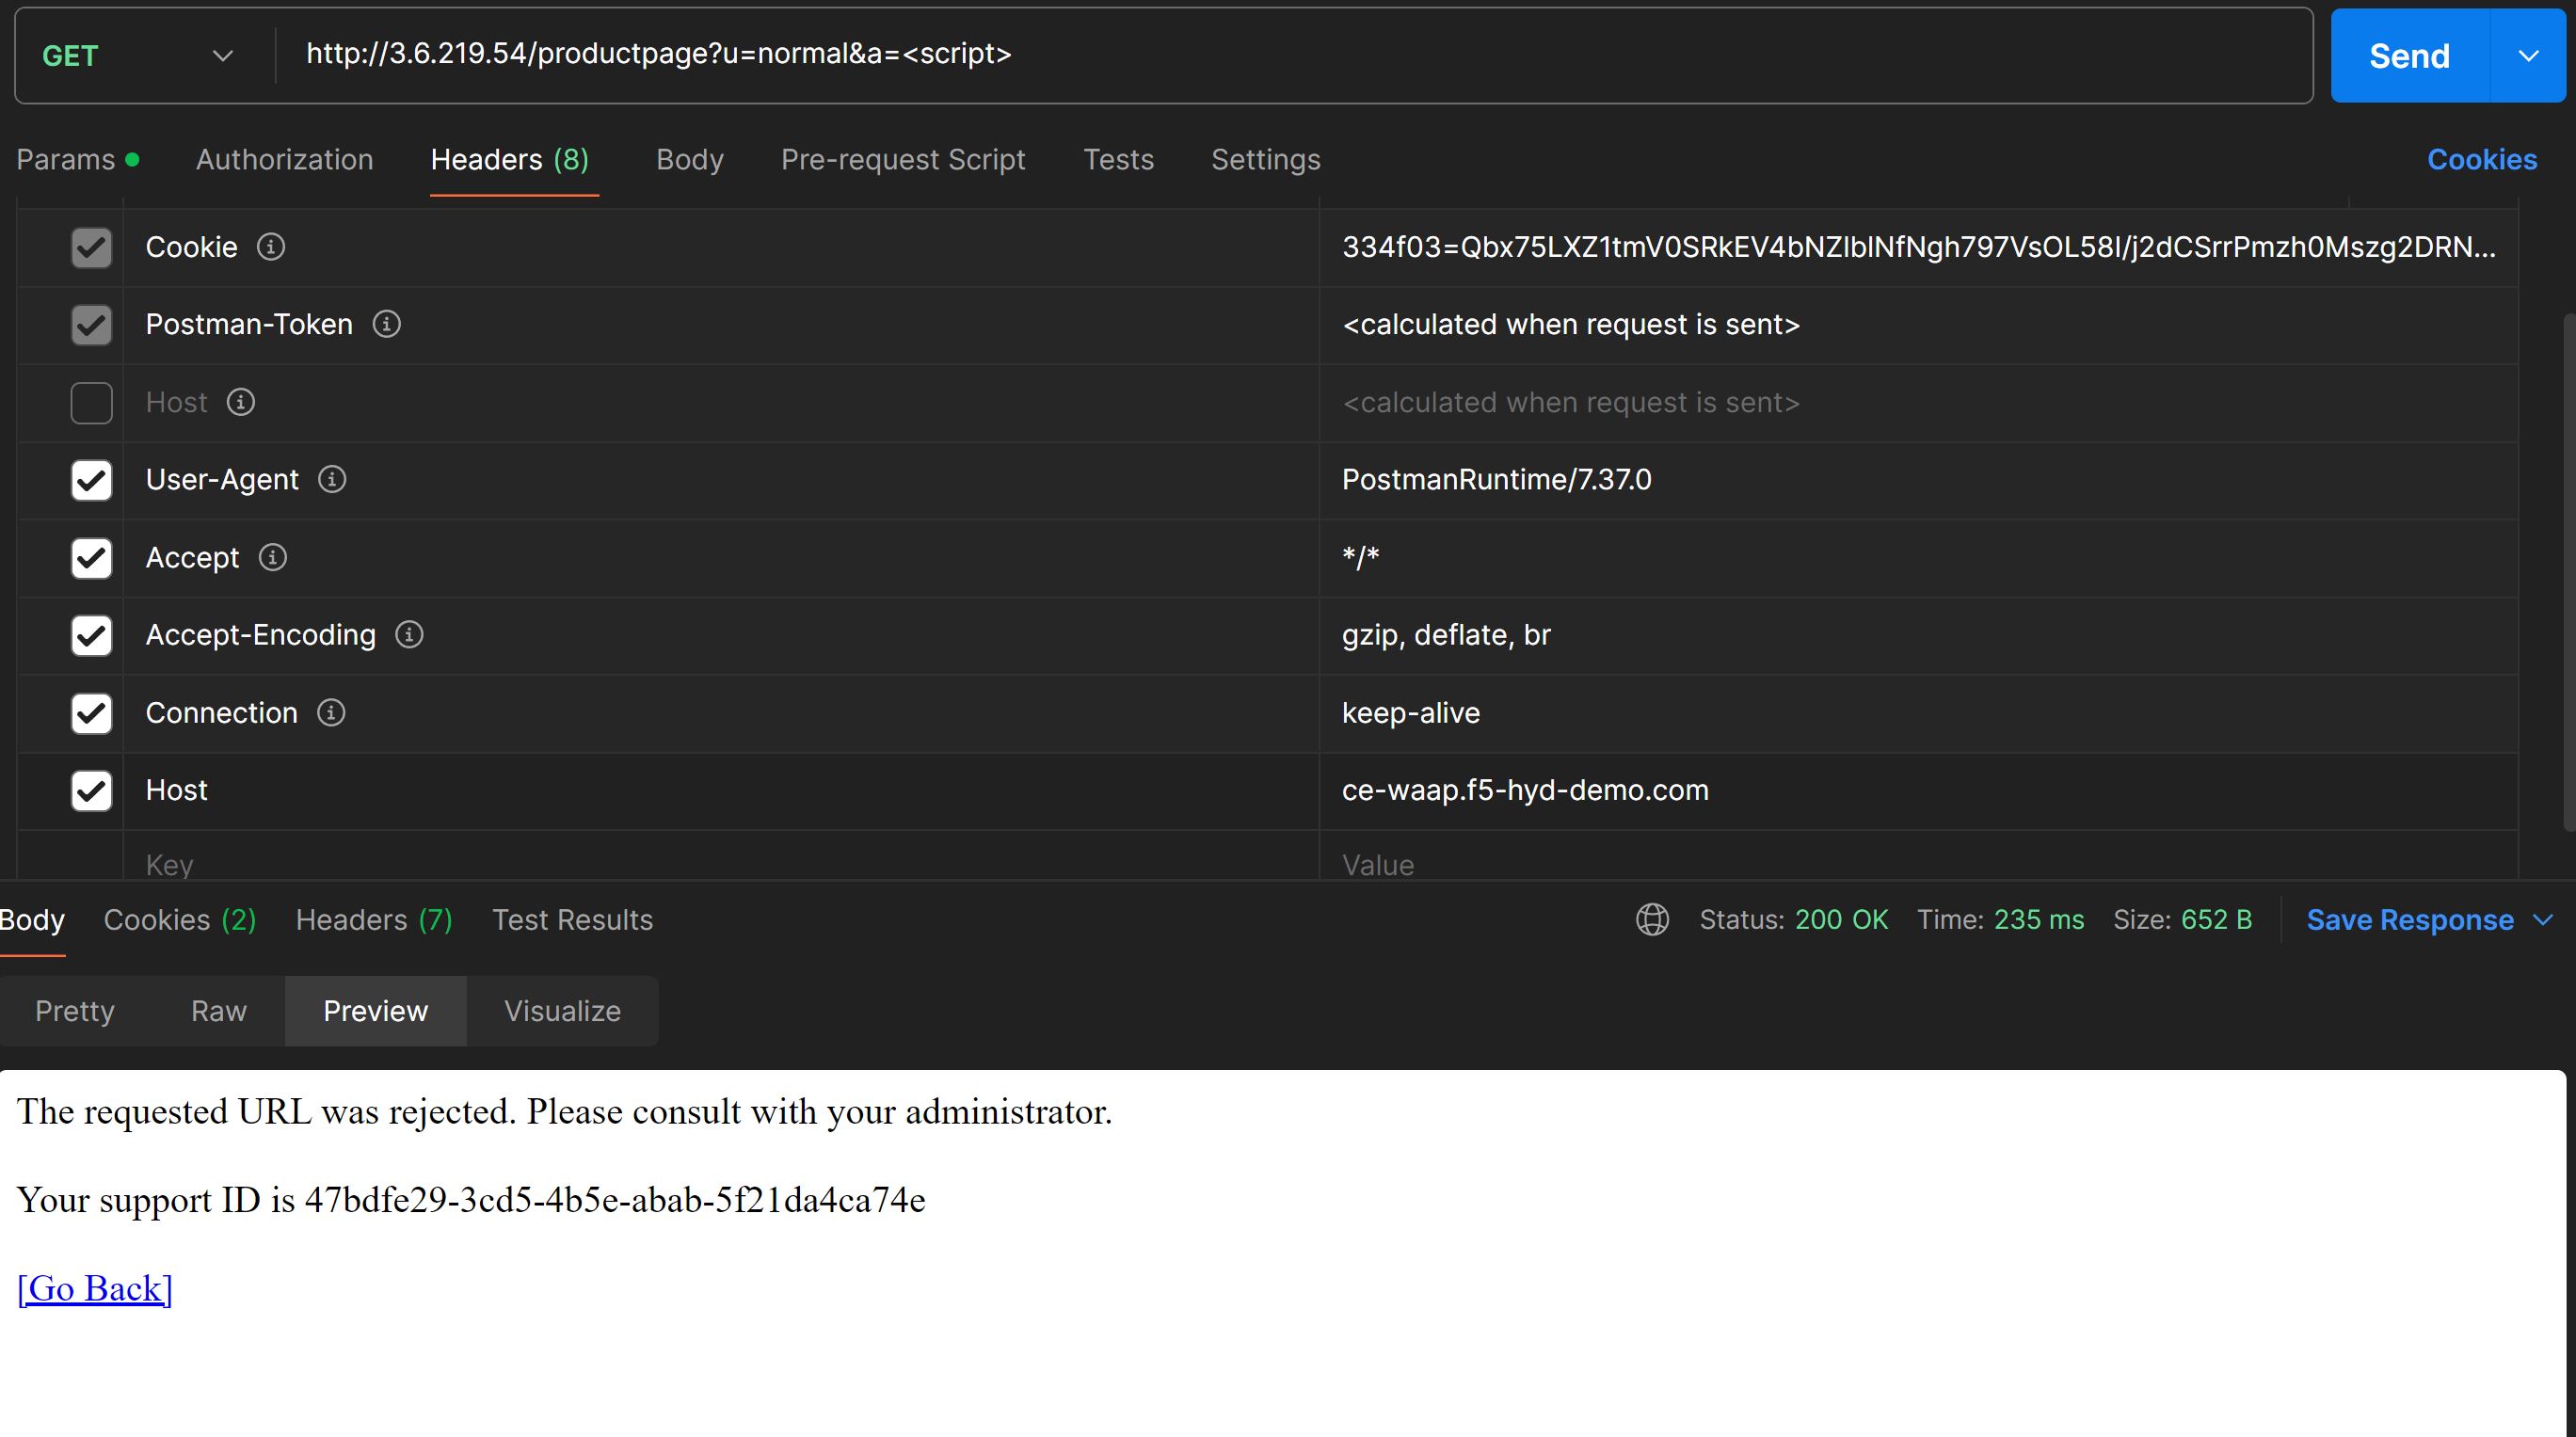 GET http://3.6.219.54/productpage?u=normal&a=<script> Send
Params Authorization Headers (8) Body Pre-request Script Tests Settings Cookies
Cookie 334f03=Qbx75LXZ1tmV0SRkEV4bNZIbINfNgh797VsOL58I/j2dCSrrPmzh0Mszg2DRN...
Postman-Token <calculated when request is sent>
Host <calculated when request is sent>
User-Agent PostmanRuntime/7.37.0
Accept */*
Accept-Encoding gzip, deflate, br
Connection keep-alive
Host ce-waap.f5-hyd-demo.com
Key Value
Body Cookies (2) Headers (7) Test Results Status: 200 OK Time: 235 ms Size: 652 B Save Response
Pretty Raw Preview Visualize
The requested URL was rejected. Please consult with your administrator.
Your support ID is 47bdfe29-3cd5-4b5e-abab-5f21da4ca74e
[Go Back]